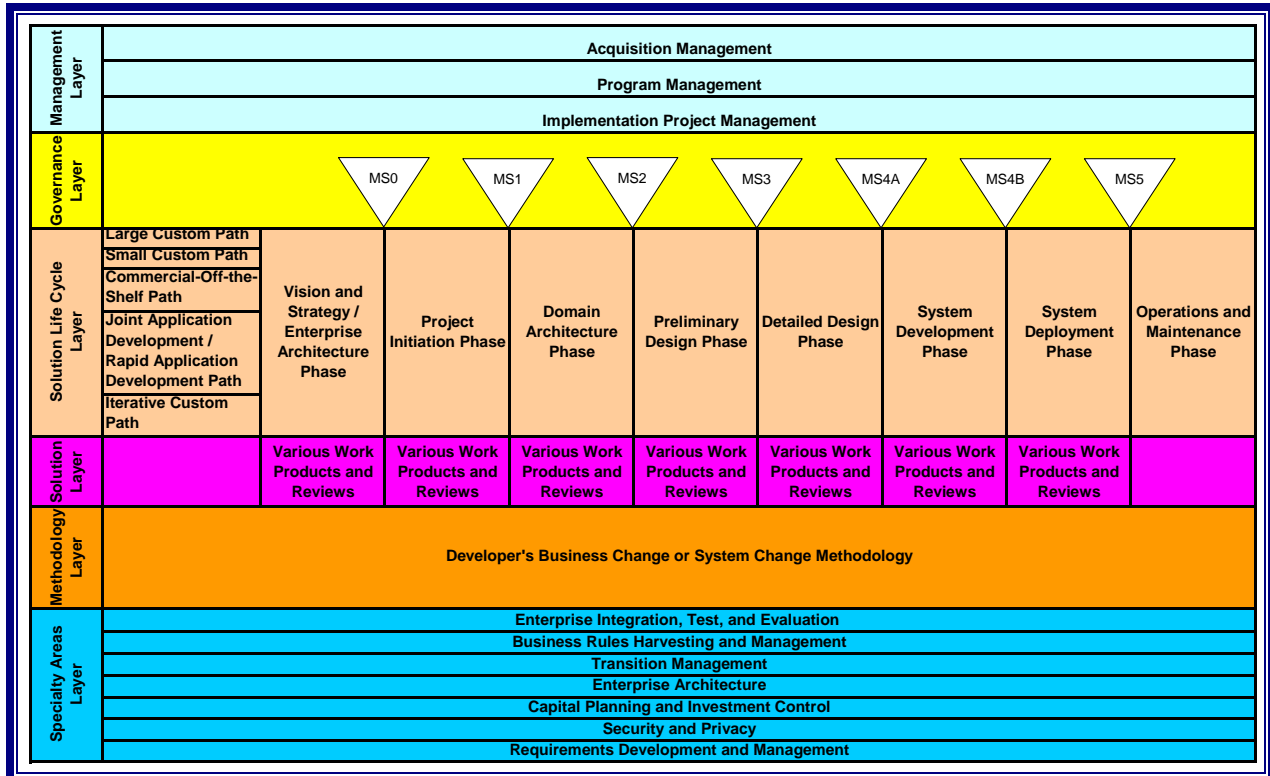 Management
Layer
Acquisition Management
Program Management
Implementation Project Management
Governance
Layer
MS0
MS1
MS2
MS3
MS4A
MS4B
MS5
Solution Life Cycle
Layer
Large Custom Path
Small Custom Path
Commercial-Off-the-
Shelf Path
Joint Application
Development /
Rapid Application
Development Path
Iterative Custom
Path
Vision and
Strategy /
Enterprise
Architecture
Phase
Project
Initiation Phase
Domain
Architecture
Phase
Preliminary
Design Phase
Detailed Design
Phase
System
Development
Phase
System
Deployment
Phase
Operations and
Maintenance
Phase
Solution
Layer
Various Work
Products and
Reviews
Various Work
Products and
Reviews
Various Work
Products and
Reviews
Various Work
Products and
Reviews
Various Work
Products and
Reviews
Various Work
Products and
Reviews
Various Work
Products and
Reviews
Methodology
Layer
Developer's Business Change or System Change Methodology
Specialty Areas
Layer
Enterprise Integration, Test, and Evaluation
Business Rules Harvesting and Management
Transition Management
Enterprise Architecture
Capital Planning and Investment Control
Security and Privacy
Requirements Development and Management